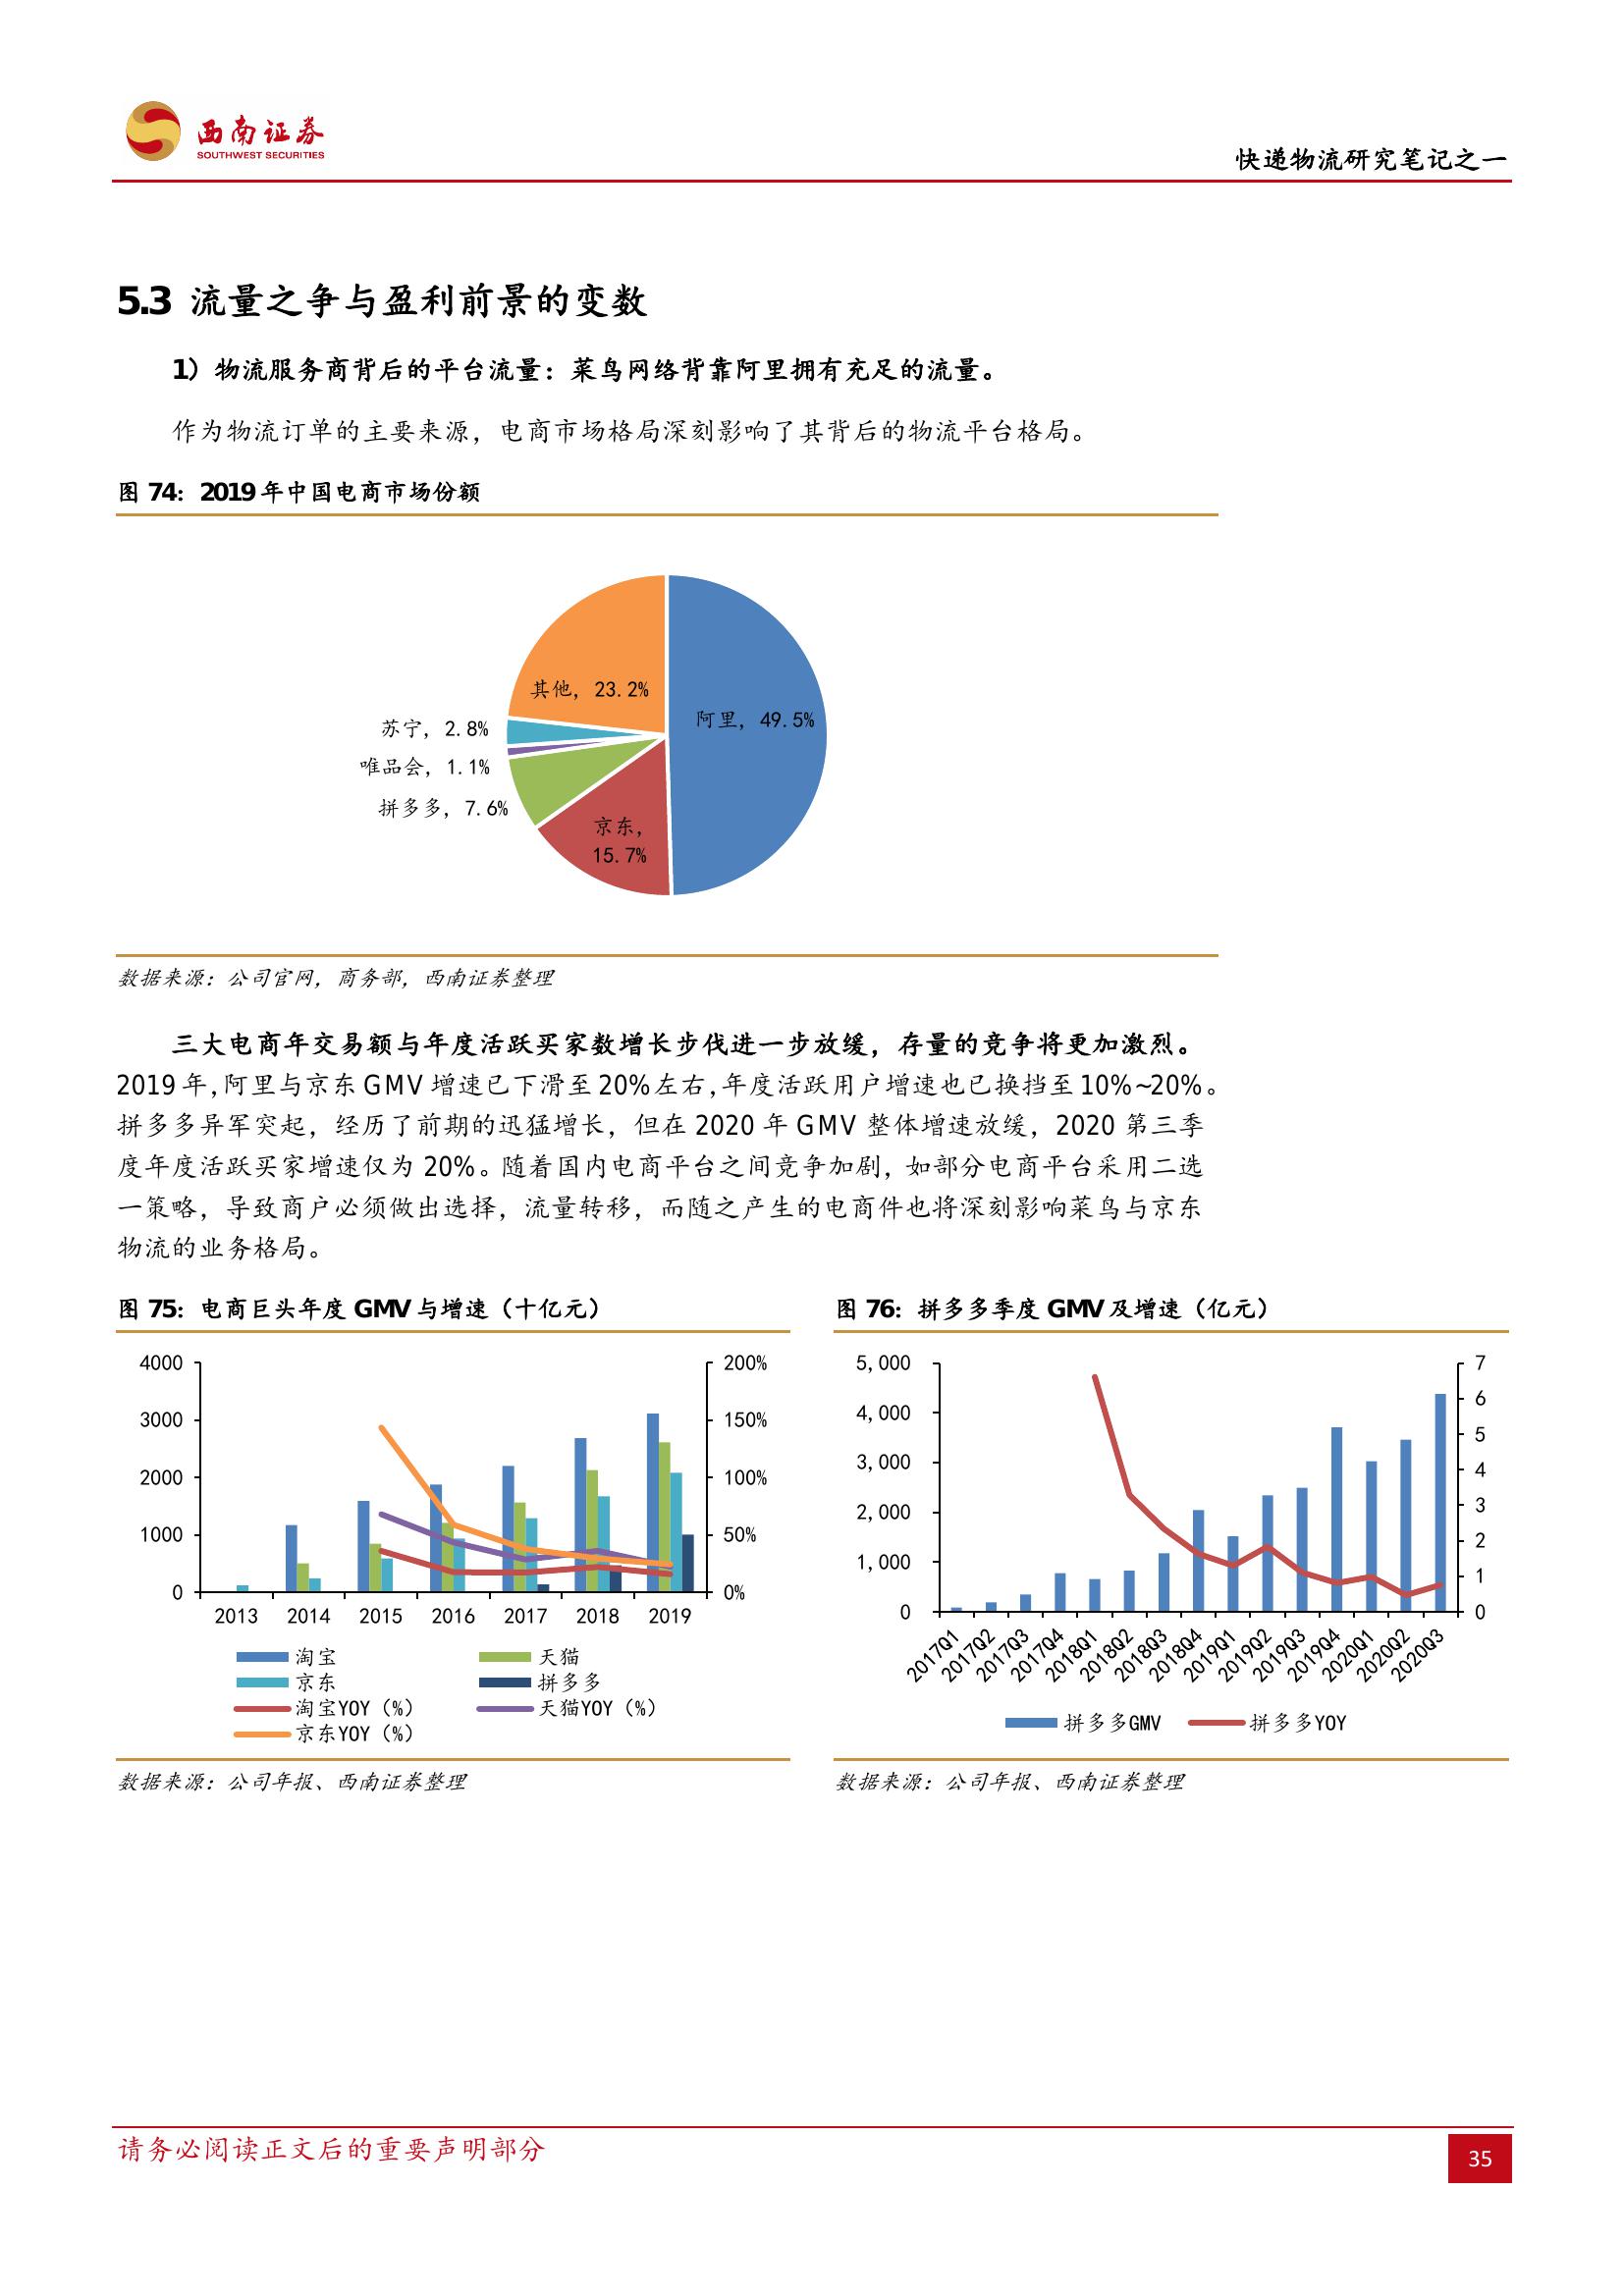 西南证券
SOUTHWEST SECURITIES
快递物流研究笔记之一
5.3 流量之争与盈利前景的变数
1）物流服务商背后的平台流量：菜鸟网络背靠阿里拥有充足的流量。
作为物流订单的主要来源，电商市场格局深刻影响了其背后的物流平台格局。
图 74：2019 年中国电商市场份额
其他, 23.2%
阿里, 49.5%
苏宁, 2.8%
唯品会, 1.1%
拼多多, 7.6%
京东,
15.7%
数据来源：公司官网，商务部，西南证券整理
三大电商年交易额与年度活跃买家数增长步伐进一步放缓，存量的竞争将更加激烈。
2019 年，阿里与京东 GMV 增速已下滑至 20%左右，年度活跃用户增速也已换挡至 10%~20%。
拼多多异军突起，经历了前期的迅猛增长，但在 2020 年 GMV 整体增速放缓，2020 第三季
度年度活跃买家增速仅为 20%。随着国内电商平台之间竞争加剧，如部分电商平台采用二选
一策略，导致商户必须做出选择，流量转移，而随之产生的电商件也将深刻影响菜鸟与京东
物流的业务格局。
图 75：电商巨头年度 GMV 与增速（十亿元）
4000
3000
2000
1000
0
200%
150%
100%
50%
0%
2013 2014 2015 2016 2017 2018 2019
淘宝 天猫
京东 拼多多
淘宝YOY（%） 天猫YOY（%）
京东YOY（%）
数据来源：公司年报、西南证券整理
图 76：拼多多季度 GMV 及增速（亿元）
5,000
4,000
3,000
2,000
1,000
0
7
6
5
4
3
2
1
0
2017Q1 2017Q2 2017Q3 2017Q4 2018Q1 2018Q2 2018Q3 2018Q4 2019Q1 2019Q2 2019Q3 2019Q4 2020Q1 2020Q2 2020Q3
拼多多GMV 拼多多YOY
数据来源：公司年报、西南证券整理
请务必阅读正文后的重要声明部分
35